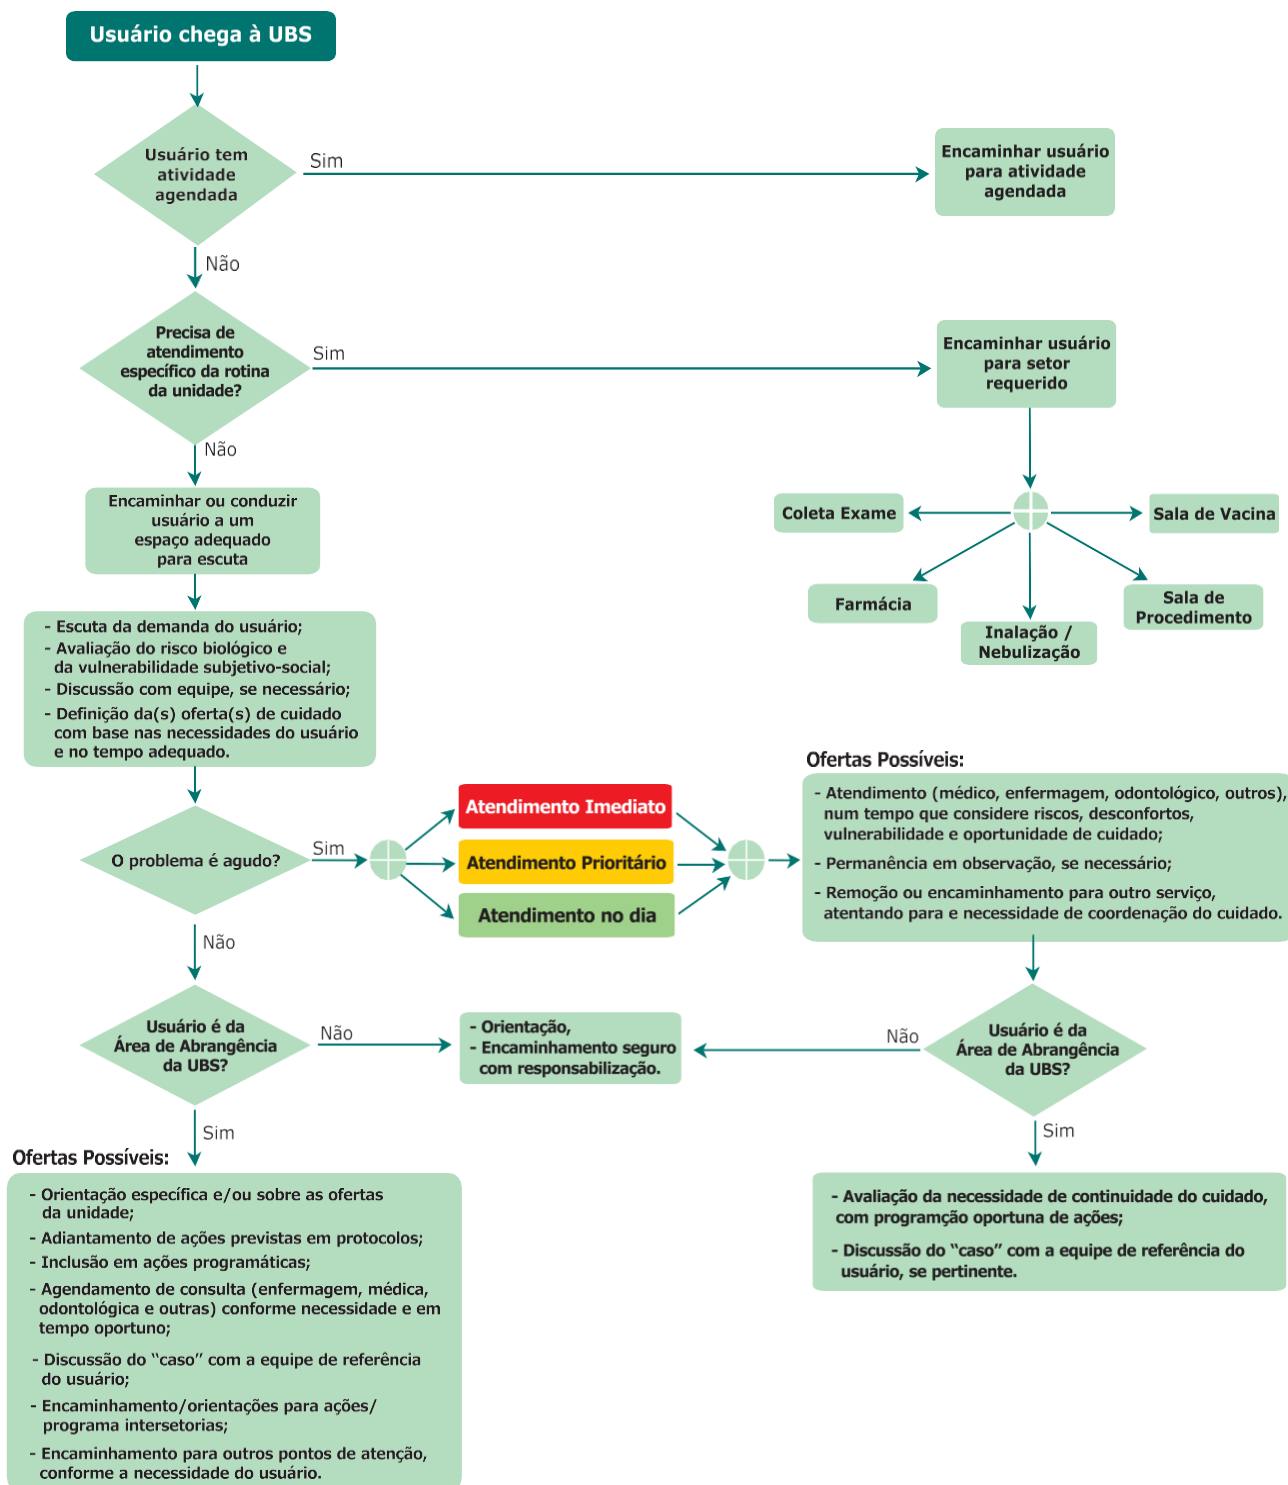 Usuário chega à UBS
Usuário tem
atividade
agendada
Sim
Encaminhar usuário
para atividade
agendada
Não
Precisa de
atendimento
específico da rotina
da unidade?
Sim
Encaminhar usuário
para setor
requerido
Não
Encaminhar ou conduzir
usuário a um
espaço adequado
para escuta
Coleta Exame
Sala de Vacina
Farmácia
Sala de
Procedimento
Inalação /
Nebulização
- Escuta da demanda do usuário;
- Avaliação do risco biológico e
da vulnerabilidade subjetivo-social;
- Discussão com equipe, se necessário;
- Definição da(s) oferta(s) de cuidado
com base nas necessidades do usuário
e no tempo adequado.
O problema é agudo?
Sim
Atendimento Imediato
Atendimento Prioritário
Atendimento no dia
Ofertas Possíveis:
- Atendimento (médico, enfermagem, odontológico, outros),
num tempo que considere riscos, desconfortos,
vulnerabilidade e oportunidade de cuidado;
- Permanência em observação, se necessário;
- Remoção ou encaminhamento para outro serviço,
atentando para e necessidade de coordenação do cuidado.
Não
Usuário é da
Área de Abrangência
da UBS?
Não
- Orientação,
- Encaminhamento seguro
com responsabilização.
Não
Usuário é da
Área de Abrangência
da UBS?
Sim
Sim
Ofertas Possíveis:
- Orientação específica e/ou sobre as ofertas
da unidade;
- Adiantamento de ações previstas em protocolos;
- Inclusão em ações programáticas;
- Agendamento de consulta (enfermagem, médica,
odontológica e outras) conforme necessidade e em
tempo oportuno;
- Discussão do “caso” com a equipe de referência
do usuário;
- Encaminhamento/orientações para ações/
programa intersetorias;
- Encaminhamento para outros pontos de atenção,
conforme a necessidade do usuário.
- Avaliação da necessidade de continuidade do cuidado,
com programção oportuna de ações;
- Discussão do “caso” com a equipe de referência do
usuário, se pertinente.